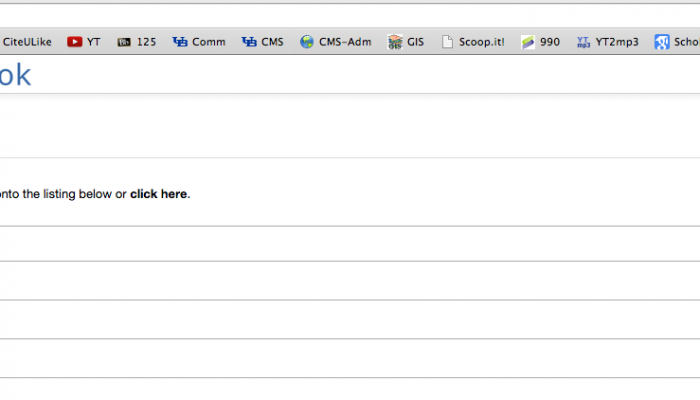 CiteULike YT 125 Comm CMS CMS-Adm GIS Scoop.it! 990 YT2mp3 Schol
ok
onto the listing below or click here.